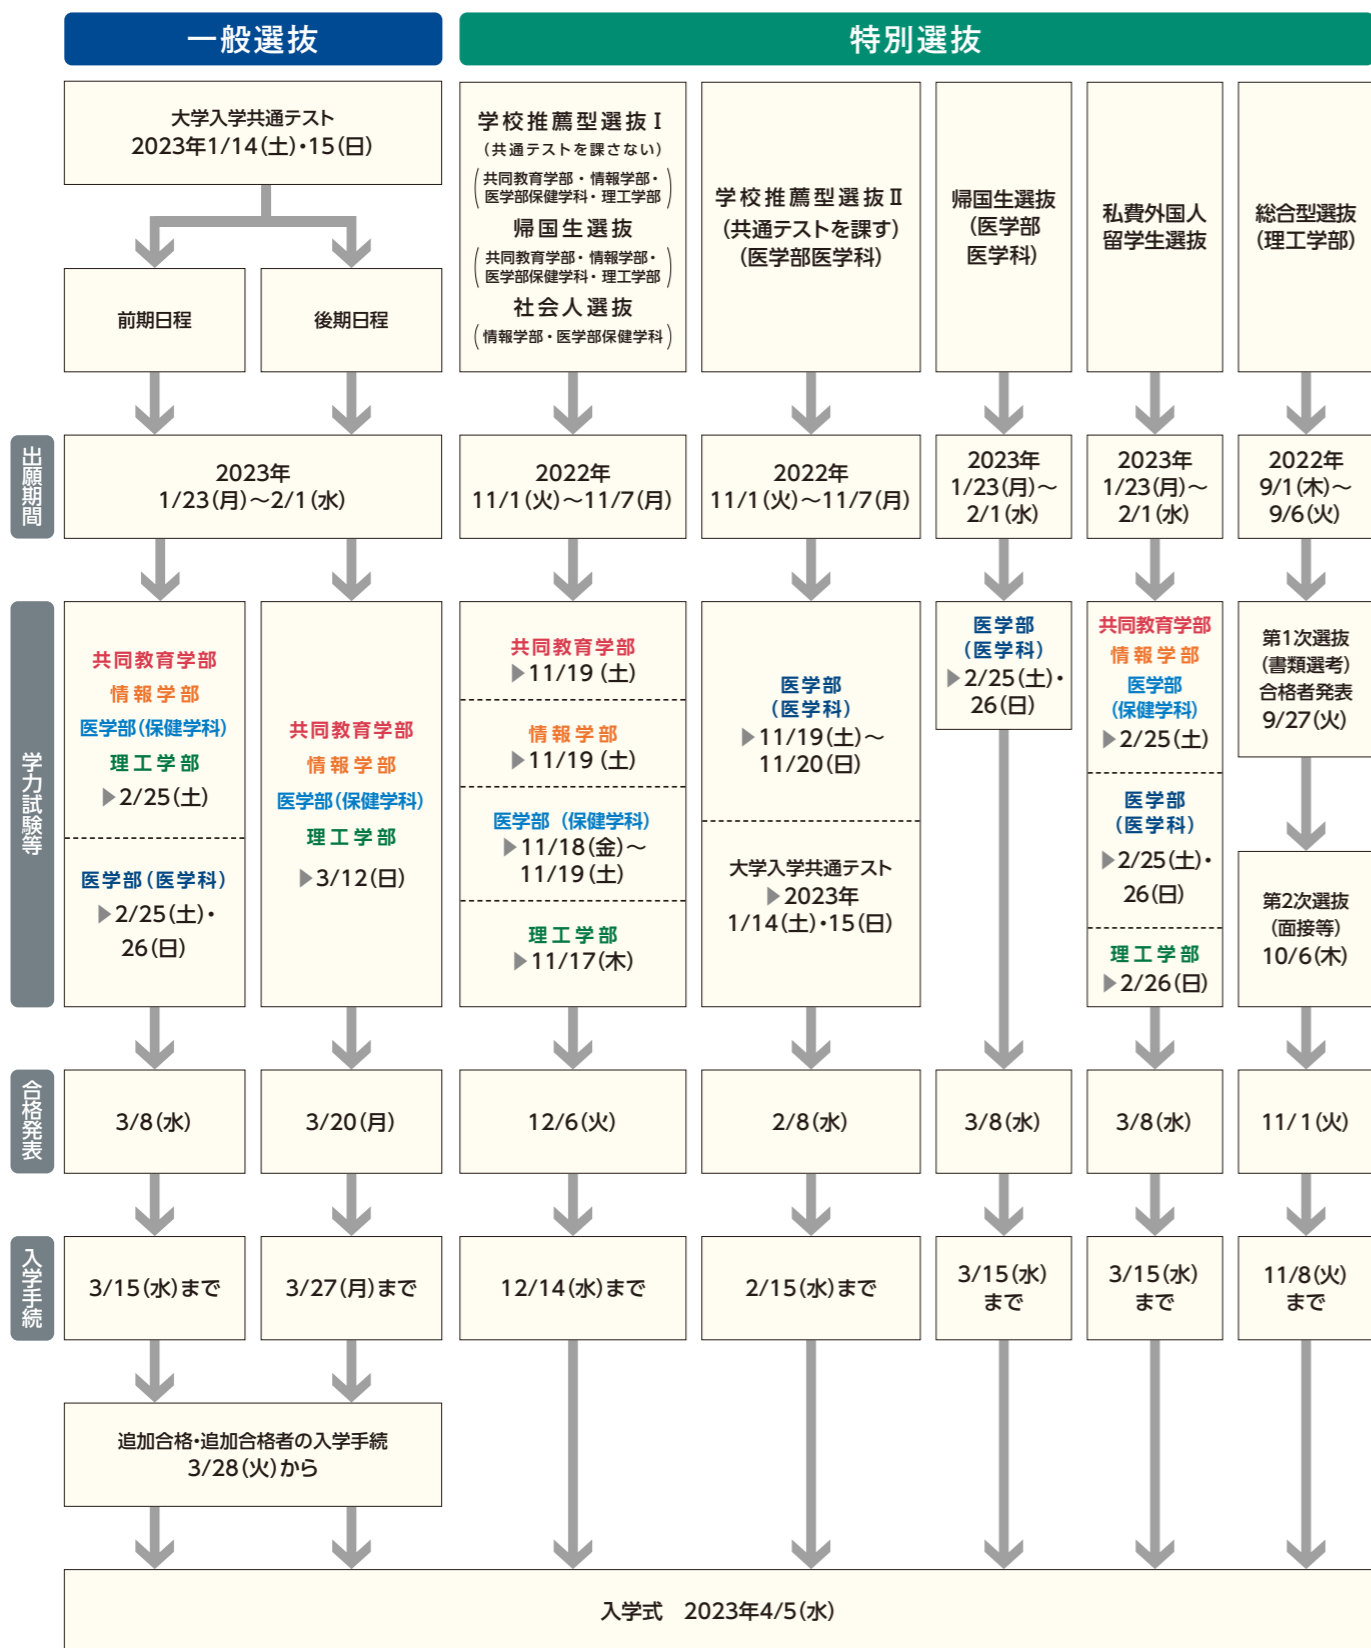 一般選抜
特別選抜
大学入学共通テスト
2023年1/14(土)・15(日)
前期日程
後期日程
学校推薦型選抜Ⅰ
(共通テストを課さない)
(共同教育学部・情報学部・
医学部保健学科・理工学部)
帰国生選抜
(共同教育学部・情報学部・
医学部保健学科・理工学部)
社会人選抜
(情報学部・医学部保健学科)
学校推薦型選抜Ⅱ
(共通テストを課す)
(医学部医学科)
帰国生選抜
(医学部
医学科)
私費外国人
留学生選抜
総合型選抜
(理工学部)
出願期間
2023年
1/23(月)～2/1(水)
2022年
11/1(火)～11/7(月)
2022年
11/1(火)～11/7(月)
2023年
1/23(月)～
2/1(水)
2023年
1/23(月)～
2/1(水)
2022年
9/1(木)～
9/6(火)
学力試験等
共同教育学部
情報学部
医学部(保健学科)
理工学部
▶2/25(土)
医学部(医学科)
▶2/25(土)・
26(日)
共同教育学部
情報学部
医学部(保健学科)
理工学部
▶3/12(日)
共同教育学部
▶11/19(土)
情報学部
▶11/19(土)
医学部(保健学科)
▶11/18(金)～
11/19(土)
理工学部
▶11/17(木)
医学部
(医学科)
▶11/19(土)～
11/20(日)
大学入学共通テスト
▶2023年
1/14(土)・15(日)
医学部
(医学科)
▶2/25(土)・
26(日)
共同教育学部
情報学部
医学部
(保健学科)
▶2/25(土)
医学部
(医学科)
▶2/25(土)・
26(日)
理工学部
▶2/26(日)
第1次選抜
(書類選考)
合格者発表
9/27(火)
第2次選抜
(面接等)
10/6(木)
合格発表
3/8(水)
3/20(月)
12/6(火)
2/8(水)
3/8(水)
3/8(水)
11/1(火)
入学手続
3/15(水)まで
3/27(月)まで
12/14(水)まで
2/15(水)まで
3/15(水)
まで
3/15(水)
まで
11/8(火)
まで
追加合格・追加合格者の入学手続
3/28(火)から
入学式　2023年4/5(水)